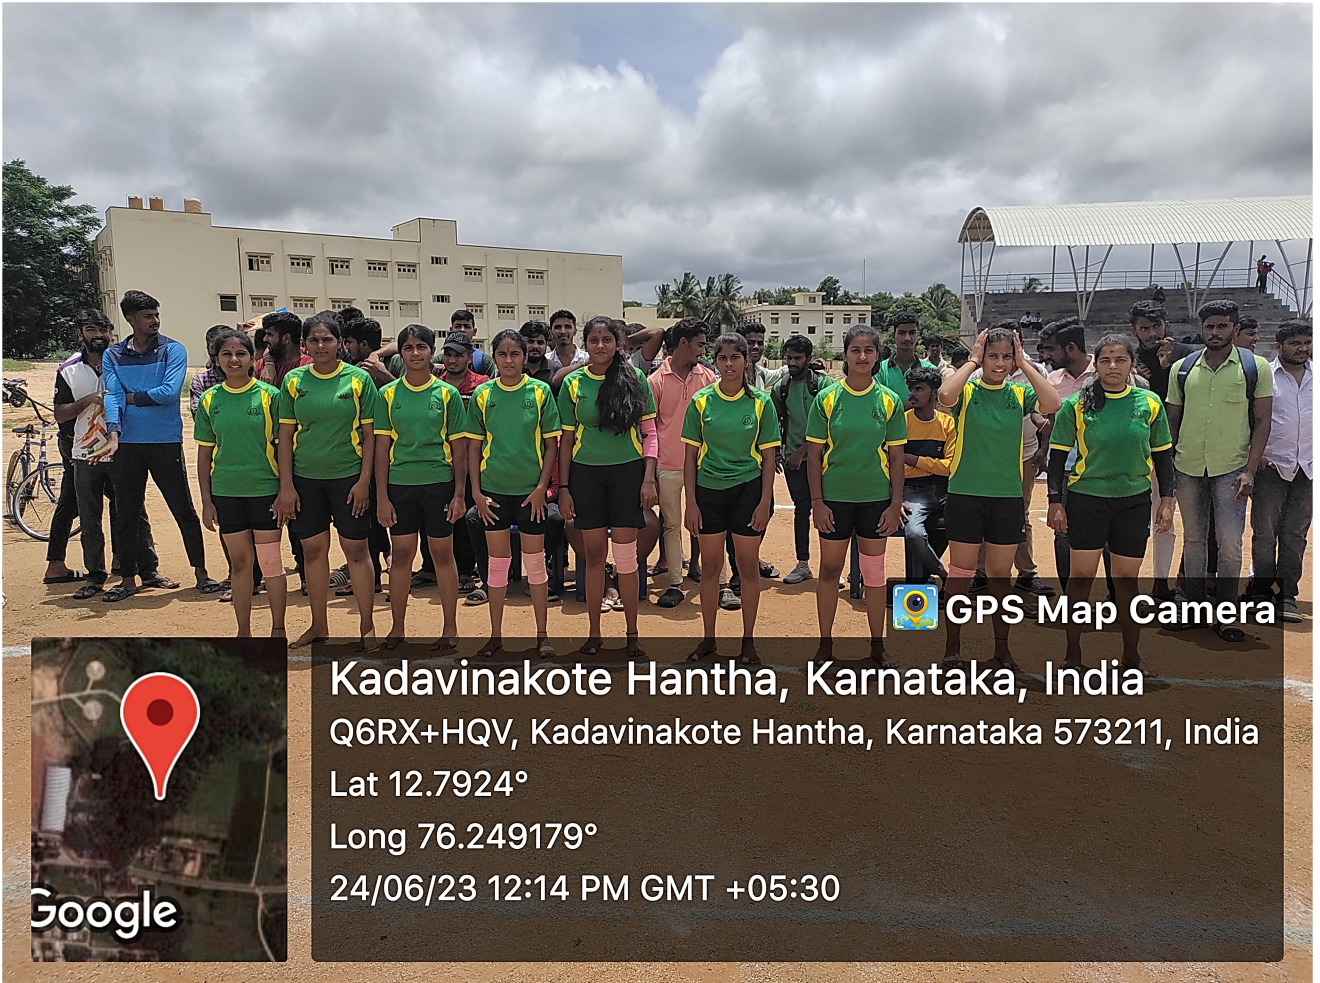 GPS Map Camera
Kadavinakote Hantha, Karnataka, India
Q6RX+HQV, Kadavinakote Hantha, Karnataka 573211, India
Lat 12.7924°
Long 76.249179°
24/06/23 12:14 PM GMT +05:30
Google